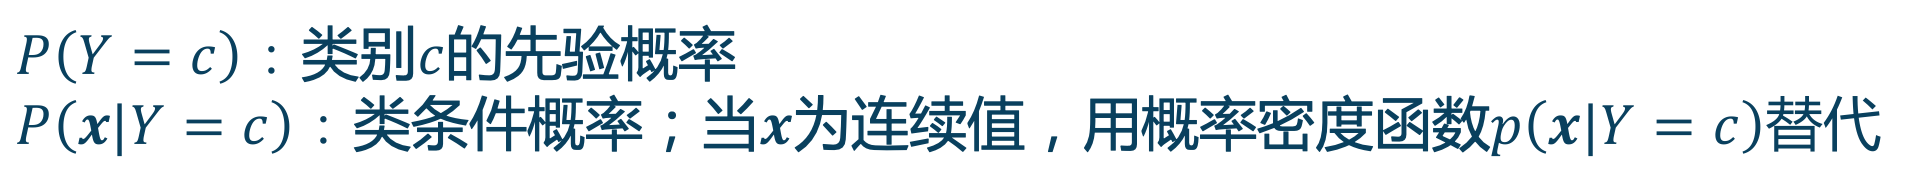 P(Y = c)：类别c的先验概率
P(x|Y = c)：类条件概率；当x为连续值，用概率密度函数p(x|Y = c)替代